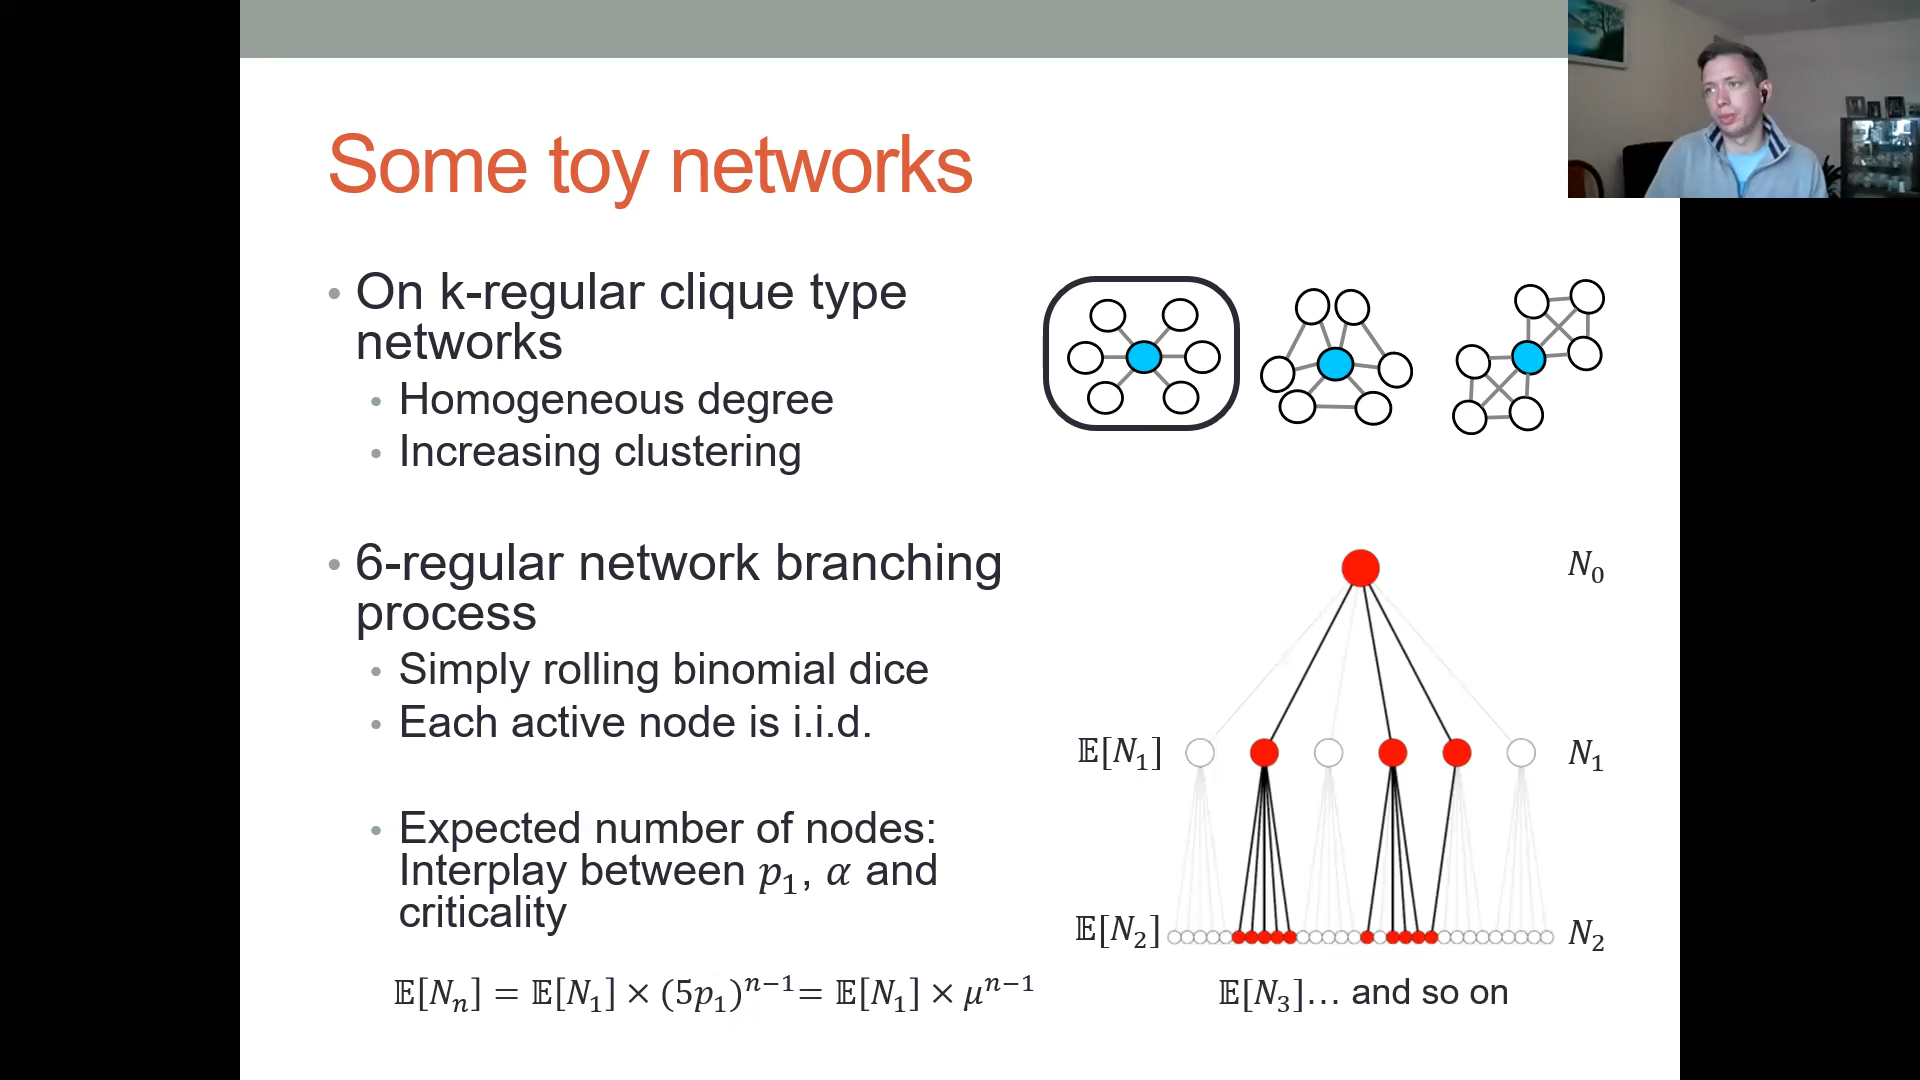 Some toy networks
• On k-regular clique type
networks
• Homogeneous degree
• Increasing clustering
• 6-regular network branching
process
• Simply rolling binomial dice
• Each active node is i.i.d.
• Expected number of nodes:
Interplay between 𝑝₁, 𝛼 and
criticality
𝔼[𝑁ₙ] = 𝔼[𝑁₁] × (5𝑝₁)ⁿ⁻¹= 𝔼[𝑁₁] × 𝜇ⁿ⁻¹
𝑁₀
𝔼[𝑁₁] 𝑁₁
𝔼[𝑁₂] 𝑁₂
𝔼[𝑁₃]… and so on